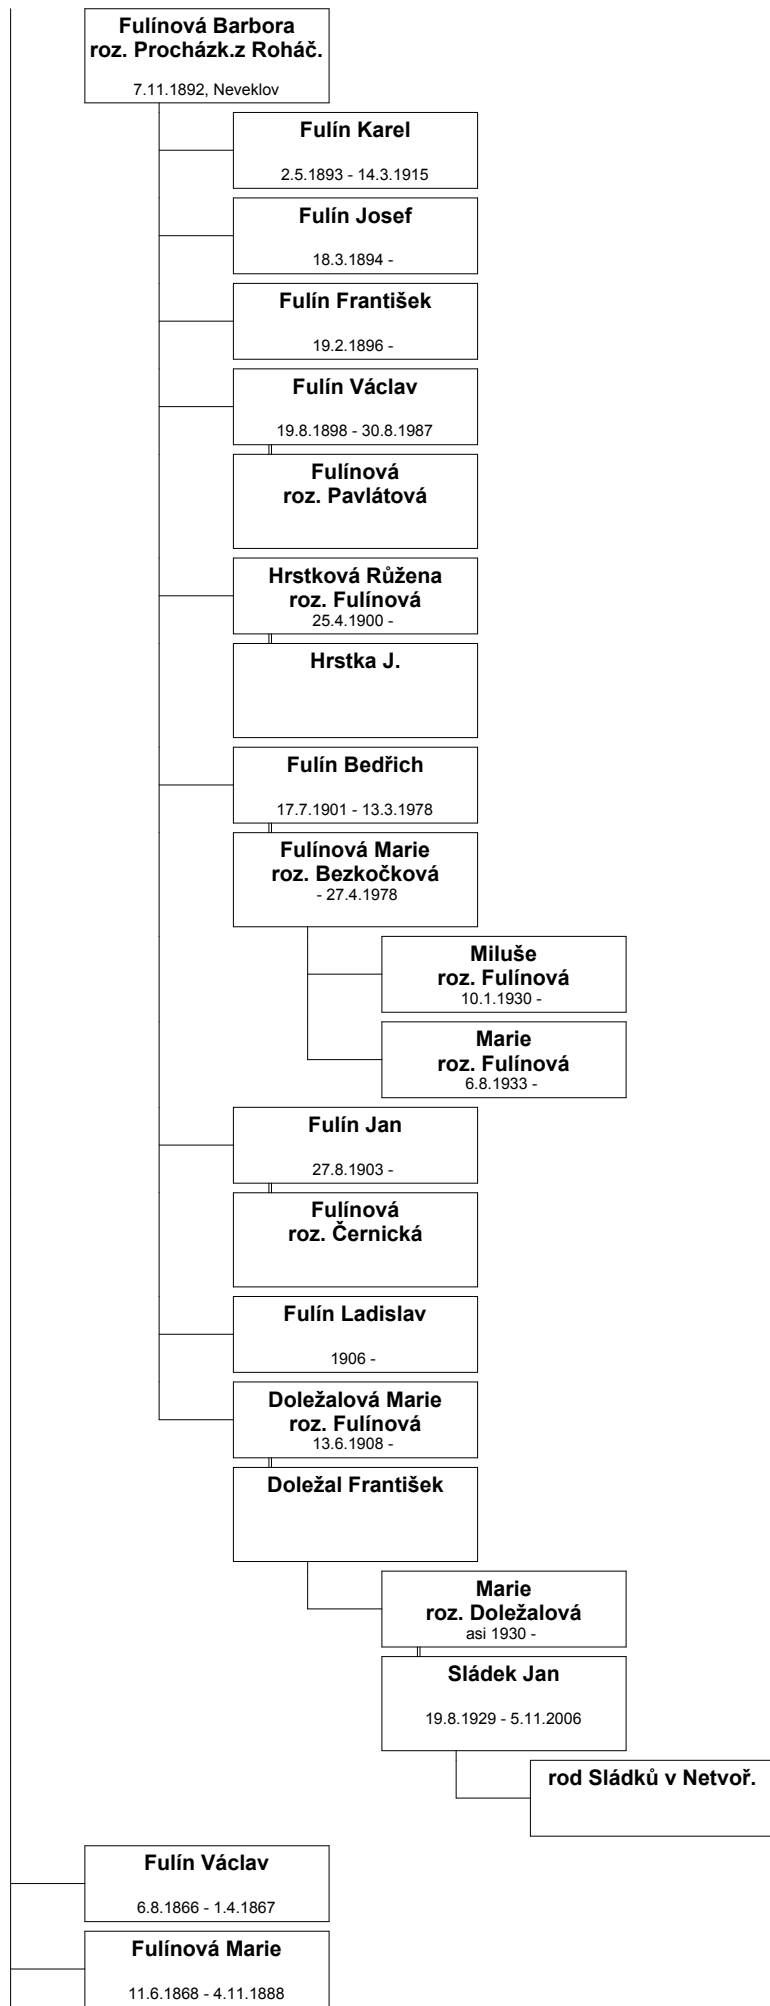 Fulínová Barbora
roz. Procházk.z Roháč.
7.11.1892, Neveklov
Fulín Karel
2.5.1893 - 14.3.1915
Fulín Josef
18.3.1894 -
Fulín František
19.2.1896 -
Fulín Václav
19.8.1898 - 30.8.1987
Fulínová
roz. Pavlátová
Hrstková Růžena
roz. Fulínová
25.4.1900 -
Hrstka J.
Fulín Bedřich
17.7.1901 - 13.3.1978
Fulínová Marie
roz. Bezkočková
- 27.4.1978
Miluše
roz. Fulínová
10.1.1930 -
Marie
roz. Fulínová
6.8.1933 -
Fulín Jan
27.8.1903 -
Fulínová
roz. Černická
Fulín Ladislav
1906 -
Doležalová Marie
roz. Fulínová
13.6.1908 -
Doležal František
Marie
roz. Doležalová
asi 1930 -
Sládek Jan
19.8.1929 - 5.11.2006
rod Sládků v Netvoř.
Fulín Václav
6.8.1866 - 1.4.1867
Fulínová Marie
11.6.1868 - 4.11.1888